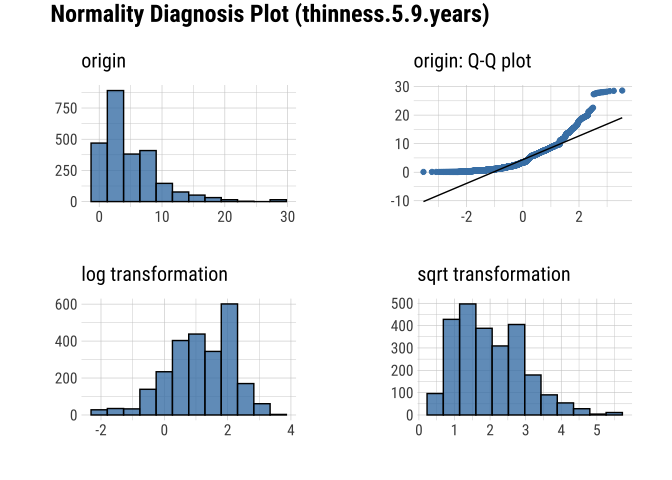 Normality Diagnosis Plot (thinness.5.9.years)
origin
750
500
250
0
0 10 20 30
origin: Q-Q plot
30
20
10
0
-10
-2 0 2
log transformation
600
400
200
0
-2 0 2 4
sqrt transformation
500
400
300
200
100
0
0 1 2 3 4 5